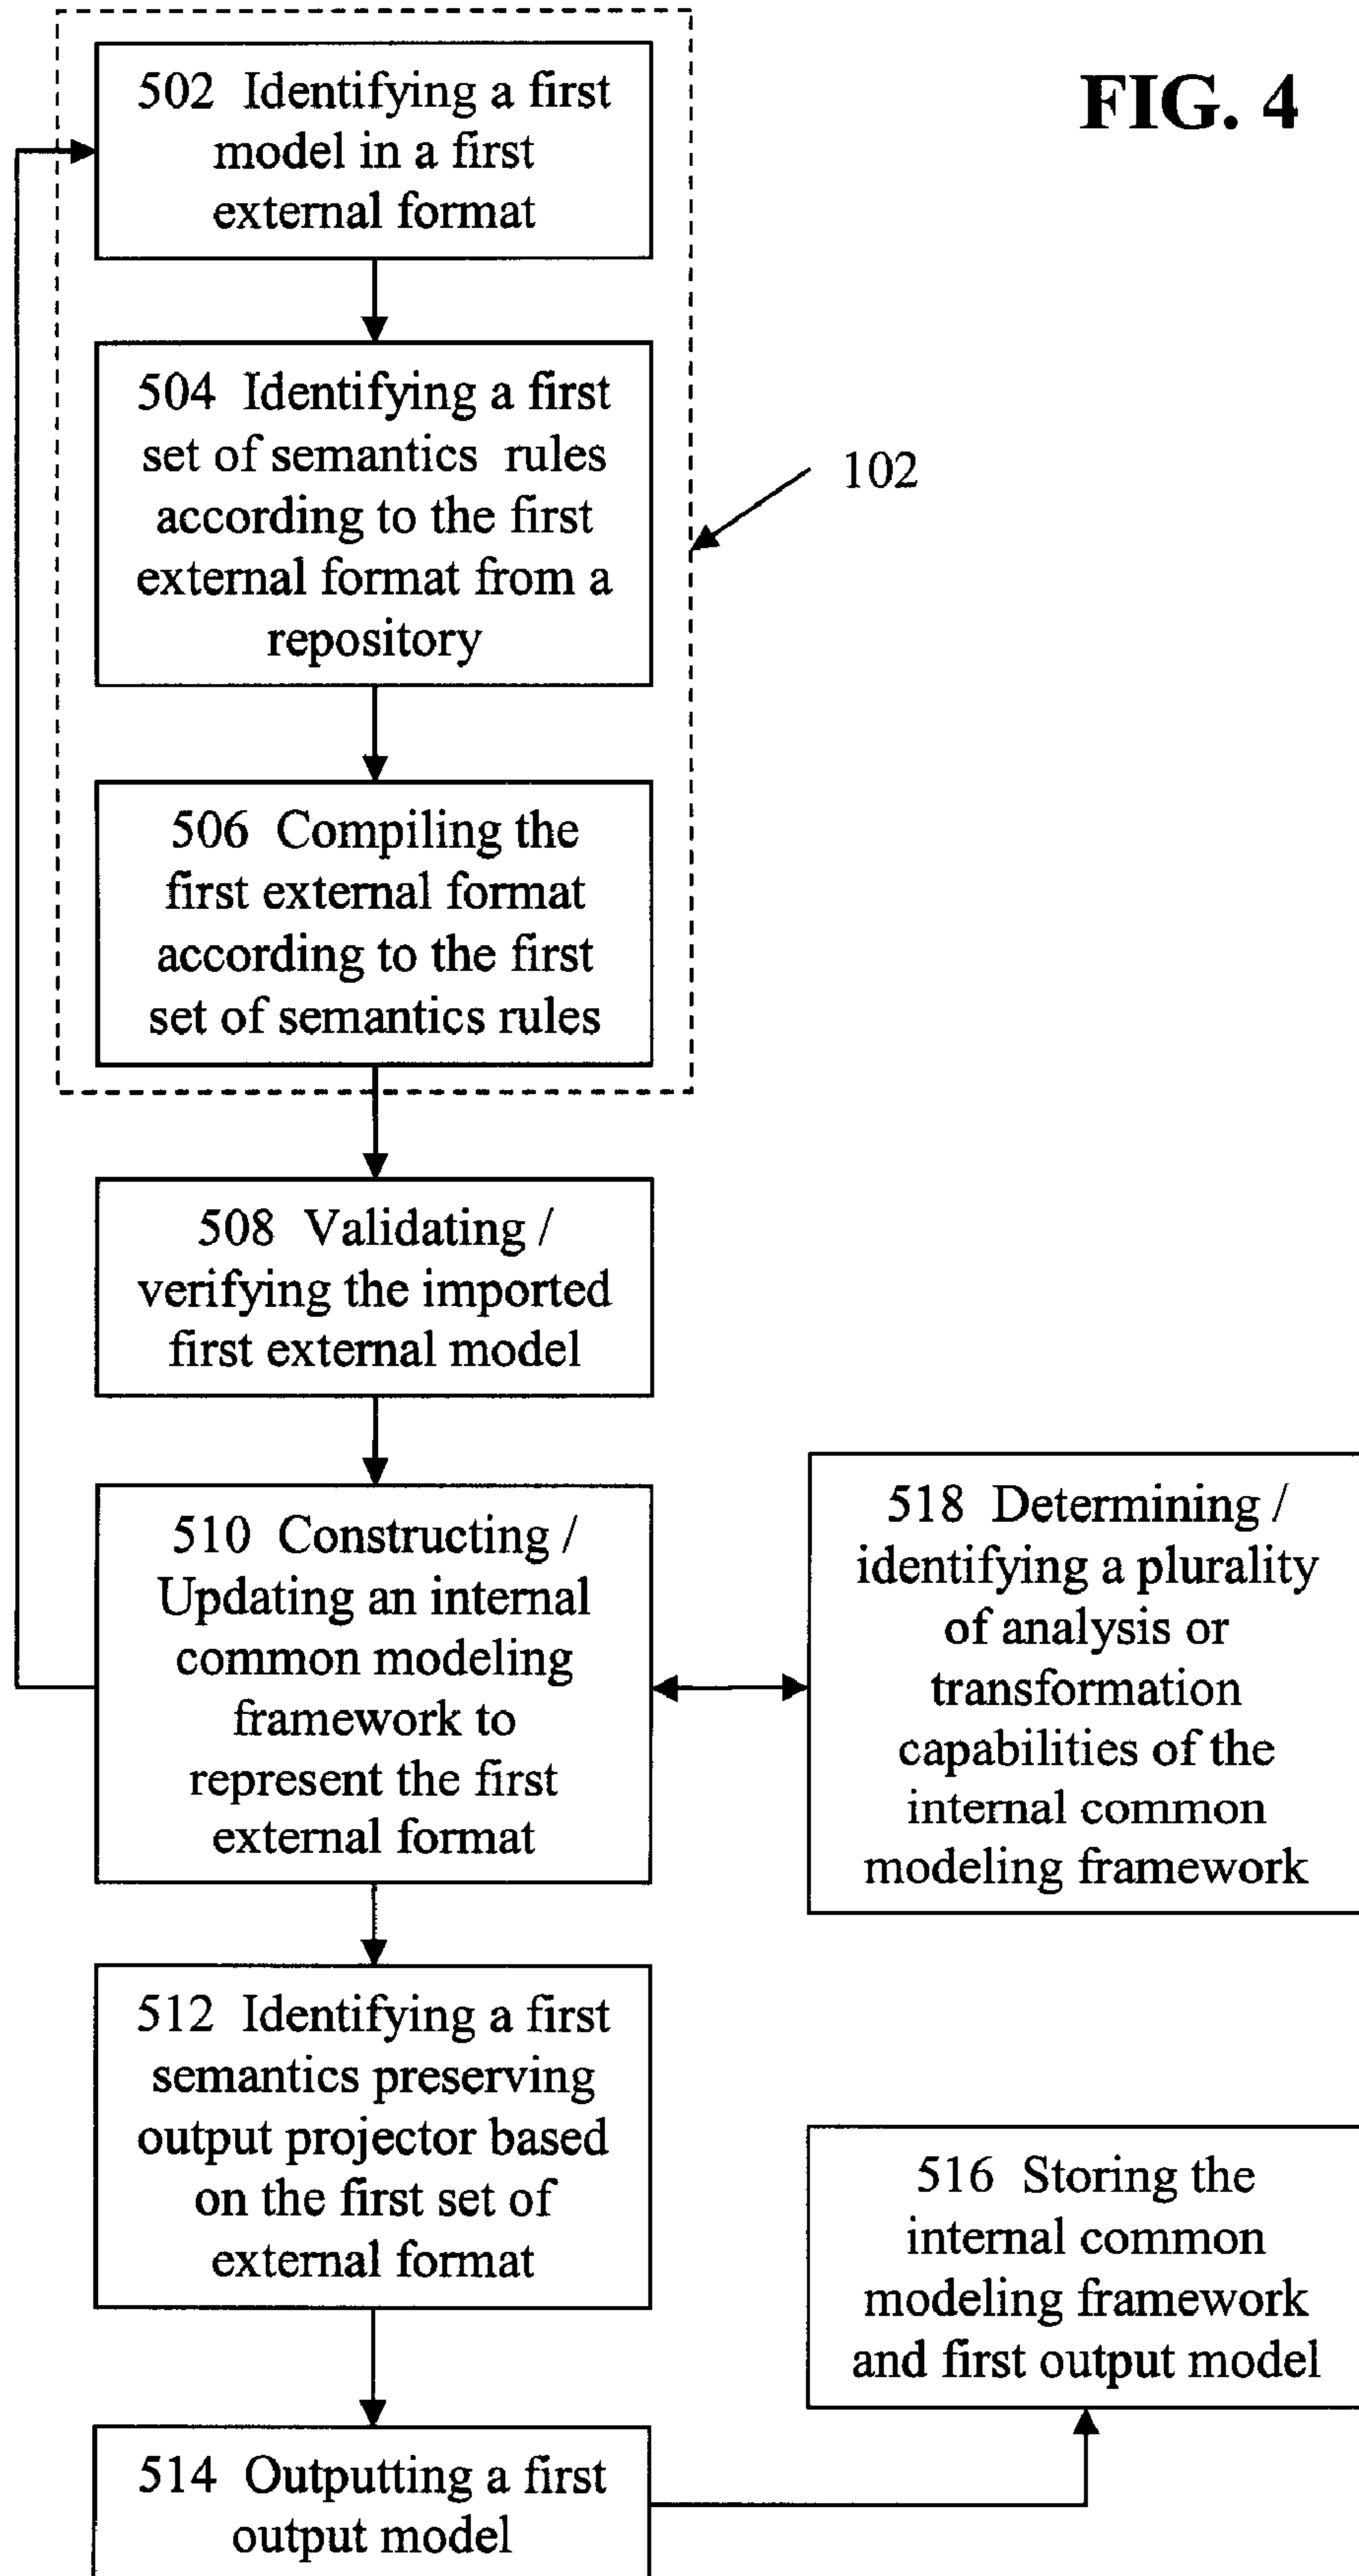 FIG. 4
502 Identifying a first
model in a first
external format
504 Identifying a first
set of semantics rules
according to the first
external format from a
repository
102
506 Compiling the
first external format
according to the first
set of semantics rules
508 Validating /
verifying the imported
first external model
510 Constructing /
Updating an internal
common modeling
framework to
represent the first
external format
518 Determining /
identifying a plurality
of analysis or
transformation
capabilities of the
internal common
modeling framework
512 Identifying a first
semantics preserving
output projector based
on the first set of
external format
516 Storing the
internal common
modeling framework
and first output model
514 Outputting a first
output model